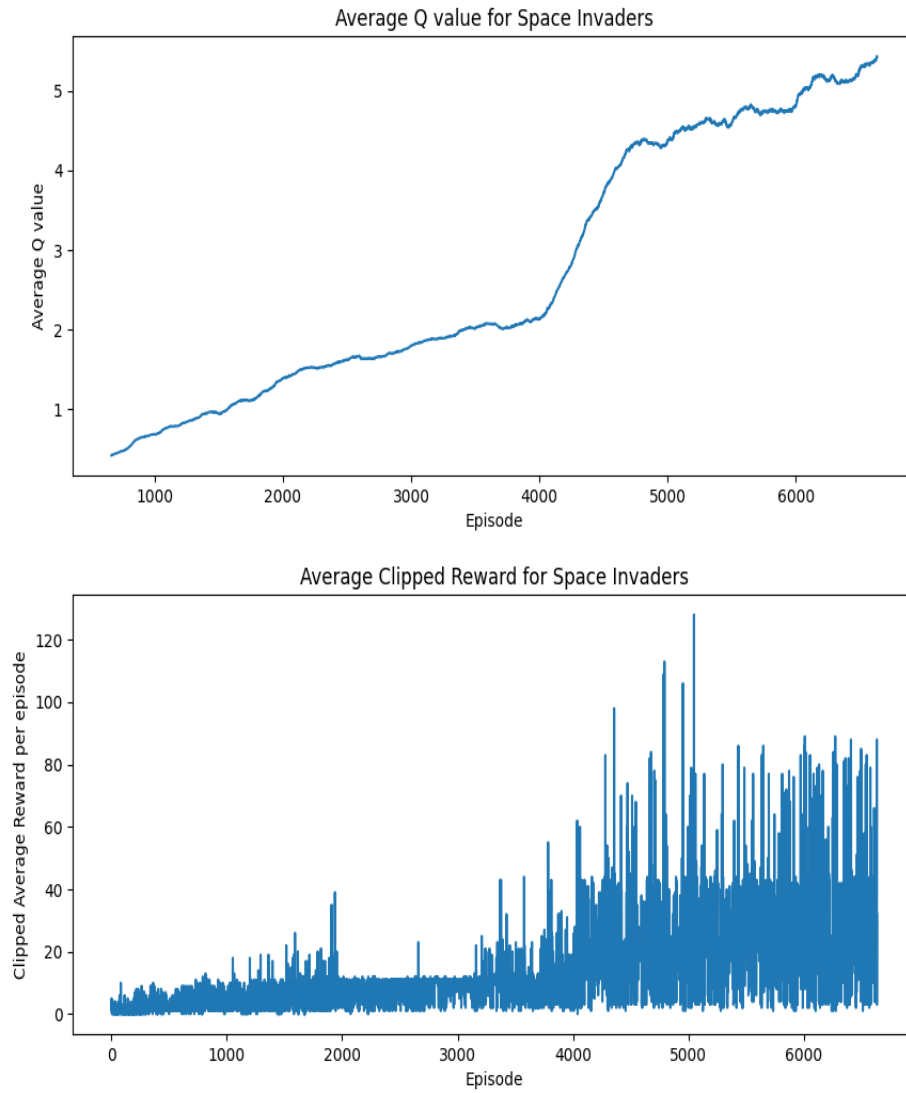 Average Q value for Space Invaders
5
4
3
2
1
Average Q value
1000 2000 3000 4000 5000 6000
Episode
Average Clipped Reward for Space Invaders
120
100
80
60
40
20
0
Clipped Average Reward per episode
0 1000 2000 3000 4000 5000 6000
Episode